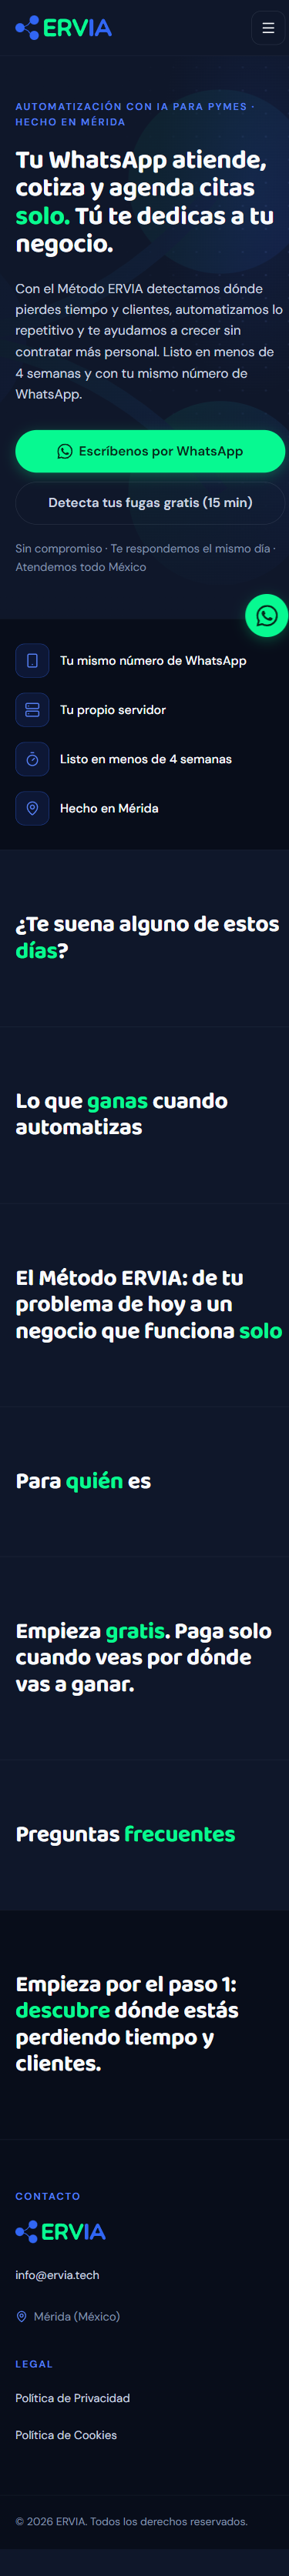 ERVIA
AUTOMATIZACIÓN CON IA PARA PYMES ·
HECHO EN MÉRIDA
Tu WhatsApp atiende,
cotiza y agenda citas
solo. Tú te dedicas a tu
negocio.
Con el Método ERVIA detectamos dónde
pierdes tiempo y clientes, automatizamos lo
repetitivo y te ayudamos a crecer sin
contratar más personal. Listo en menos de
4 semanas y con tu mismo número de
WhatsApp.
Escríbenos por WhatsApp
Detecta tus fugas gratis (15 min)
Sin compromiso · Te respondemos el mismo día ·
Atendemos todo México
Tu mismo número de WhatsApp
Tu propio servidor
Listo en menos de 4 semanas
Hecho en Mérida
¿Te suena alguno de estos
días?
Lo que ganas cuando
automatizas
El Método ERVIA: de tu
problema de hoy a un
negocio que funciona solo
Para quién es
Empieza gratis. Paga solo
cuando veas por dónde
vas a ganar.
Preguntas frecuentes
Empieza por el paso 1:
descubre dónde estás
perdiendo tiempo y
clientes.
CONTACTO
ERVIA
info@ervia.tech
Mérida (México)
LEGAL
Política de Privacidad
Política de Cookies
© 2026 ERVIA. Todos los derechos reservados.